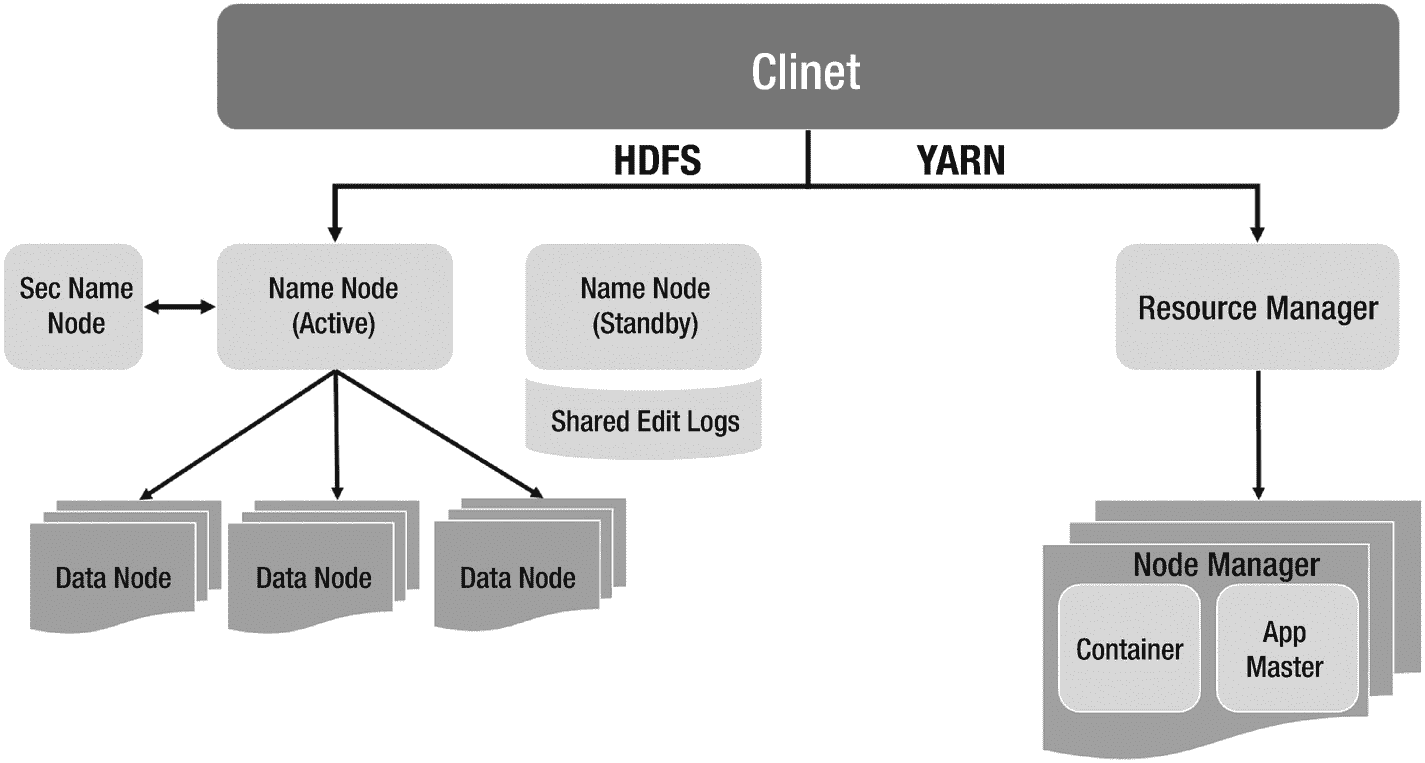 Clinet
HDFS
YARN
Sec Name
Node
Name Node
(Active)
Name Node
(Standby)
Resource Manager
Shared Edit Logs
Data Node
Data Node
Data Node
Node Manager
Container
App
Master